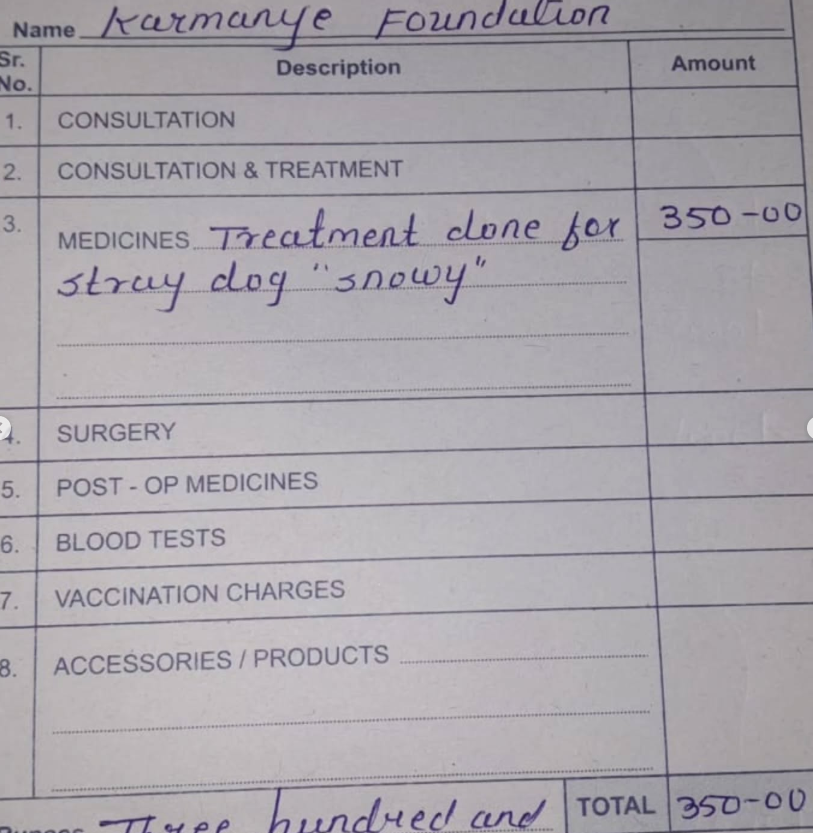 Name Karmanye Foundation
Sr. No. Description Amount
1. CONSULTATION
2. CONSULTATION & TREATMENT
3. MEDICINES Treatment done for 350-00
stray dog "snowy"
4. SURGERY
5. POST - OP MEDICINES
6. BLOOD TESTS
7. VACCINATION CHARGES
8. ACCESSORIES / PRODUCTS
Three hundred and TOTAL 350-00